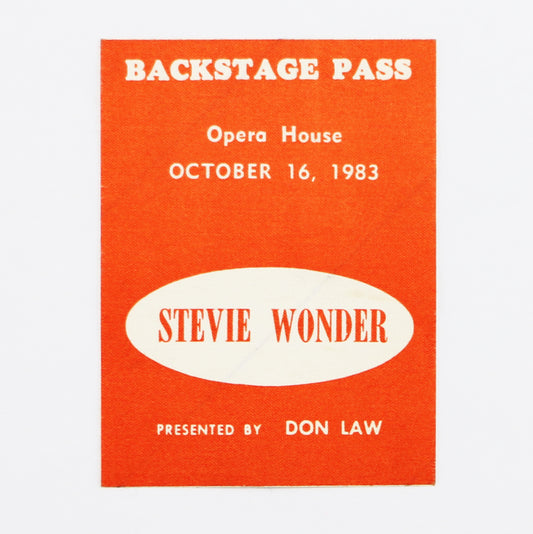 BACKSTAGE PASS
Opera House
OCTOBER 16, 1983
STEVIE WONDER
PRESENTED BY DON LAW